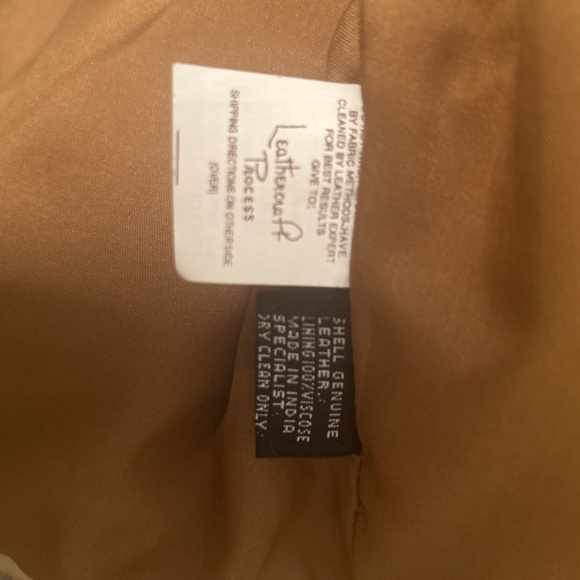 BY FABRIC METHODS. HAVE
CLEANED BY LEATHER EXPERT
FOR BEST RESULTS
GIVE TO:
Leathercraft
PROCESS
SHIPPING DIRECTIONS ON OTHER SIDE
(OVER)
SHELL GENUINE
LEATHER.
LINING 100% VISCOSE
MADE IN INDIA
SPECIALIST
DRY CLEAN ONLY.